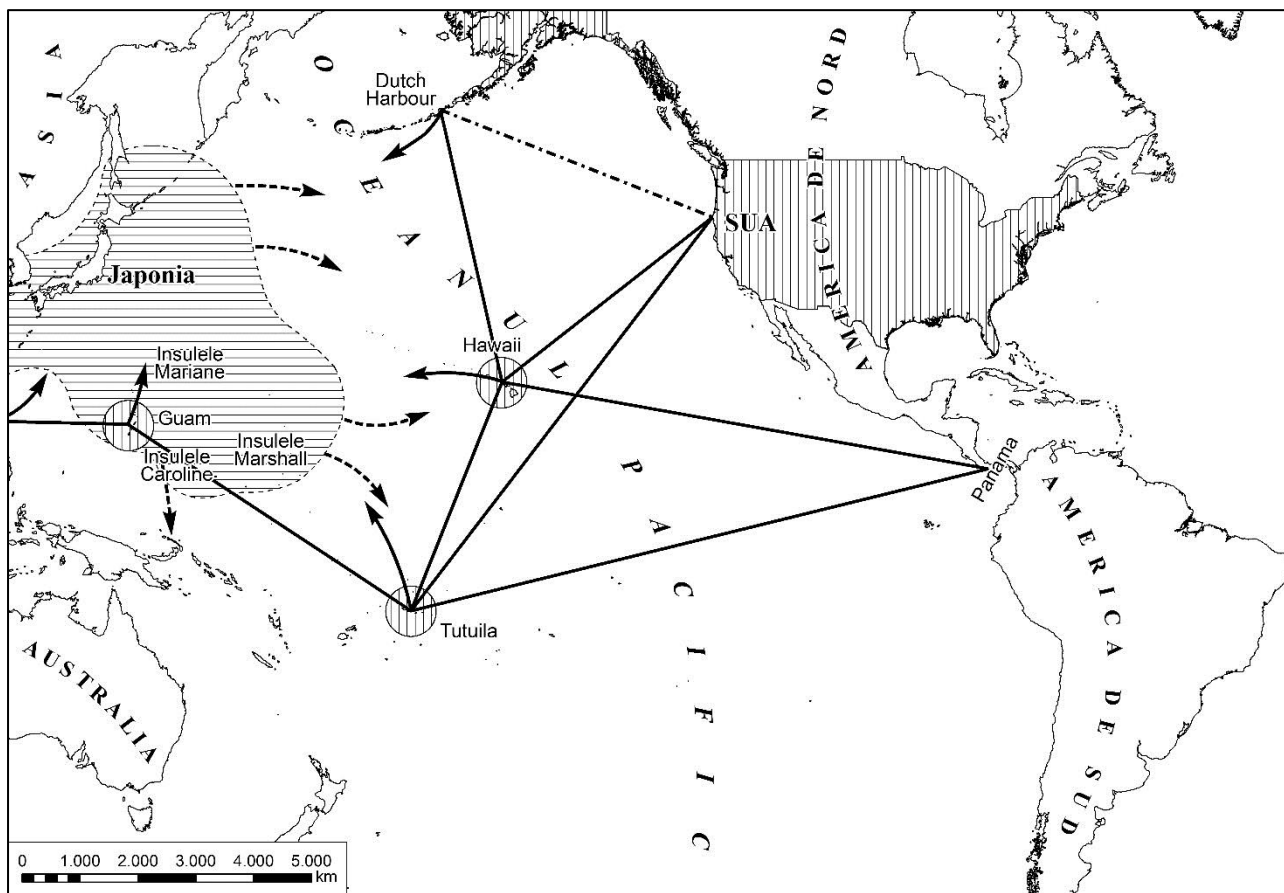 ASIA
OCEANUL PACIFIC
Dutch
Harbour
AMERICA DE NORD
SUA
Japonia
Hawaii
Insulele
Mariane
Guam
Insulele
Marshall
Insulele
Caroline
Panama
AMERICA DE SUD
Tutuila
AUSTRALIA
0 1.000 2.000 3.000 4.000 5.000
km